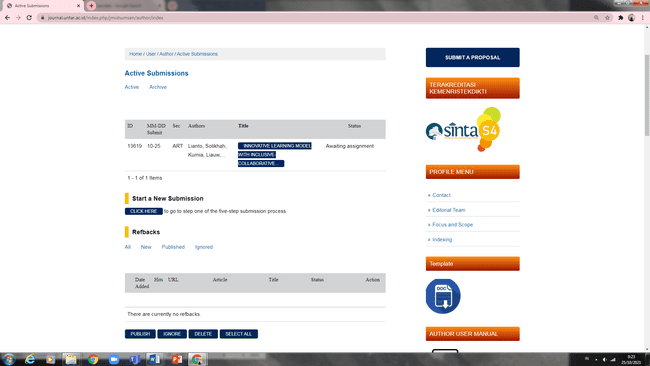 Active Submissions
journal.untar.ac.id/index.php/jmishumsen/author/index
Home / User / Author / Active Submissions
Active Submissions
Active Archive
ID MM-DD Submit Sec Authors Title Status
13619 10-25 ART Lianto, Solikhah, Kurnia, Liauw,... INNOVATIVE LEARNING MODEL WITH INCLUSIVE-COLLABORATIVE... Awaiting assignment
1 - 1 of 1 Items
Start a New Submission
CLICK HERE to go to step one of the five-step submission process.
Refbacks
All New Published Ignored
Date Added Hits URL Article Title Status Action
There are currently no refbacks.
PUBLISH IGNORE DELETE SELECT ALL
SUBMIT A PROPOSAL
TERAKREDITASI
KEMENRISTEKDIKTI
sinta S4
PROFILE MENU
» Contact
» Editorial Team
» Focus and Scope
» Indexing
Template
DOC
AUTHOR USER MANUAL
IN
0:23
25/10/2021